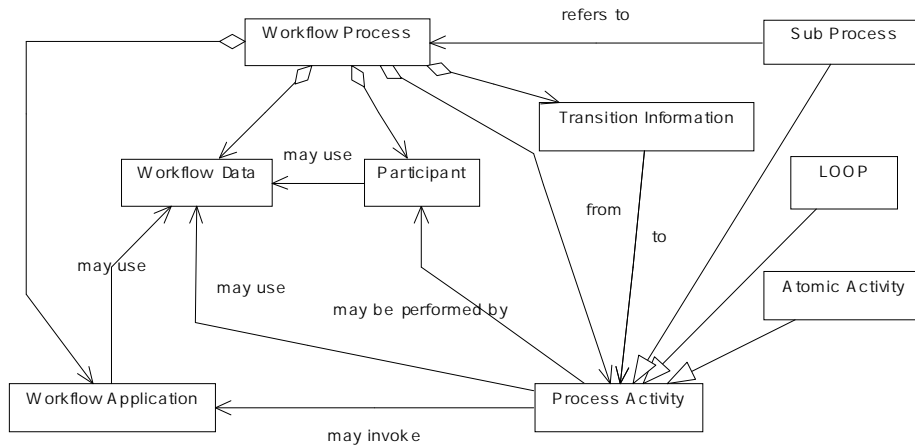 refers to
Workflow Process
Sub Process
Transition Information
may use
Workflow Data
Participant
LOOP
from
to
may use
may use
Atomic Activity
may be performed by
Workflow Application
Process Activity
may invoke